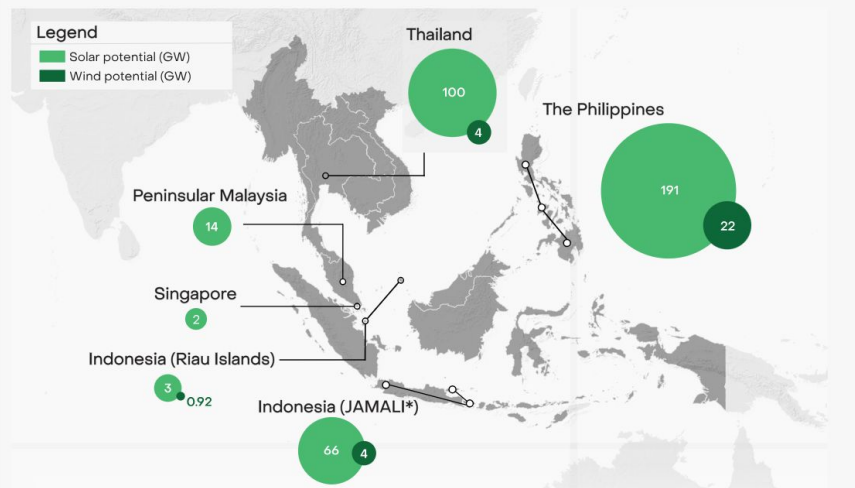 Legend
Solar potential (GW)
Wind potential (GW)
Thailand
100
4
The Philippines
191
22
Peninsular Malaysia
14
Singapore
2
Indonesia (Riau Islands)
3
0.92
Indonesia (JAMALI*)
66
4